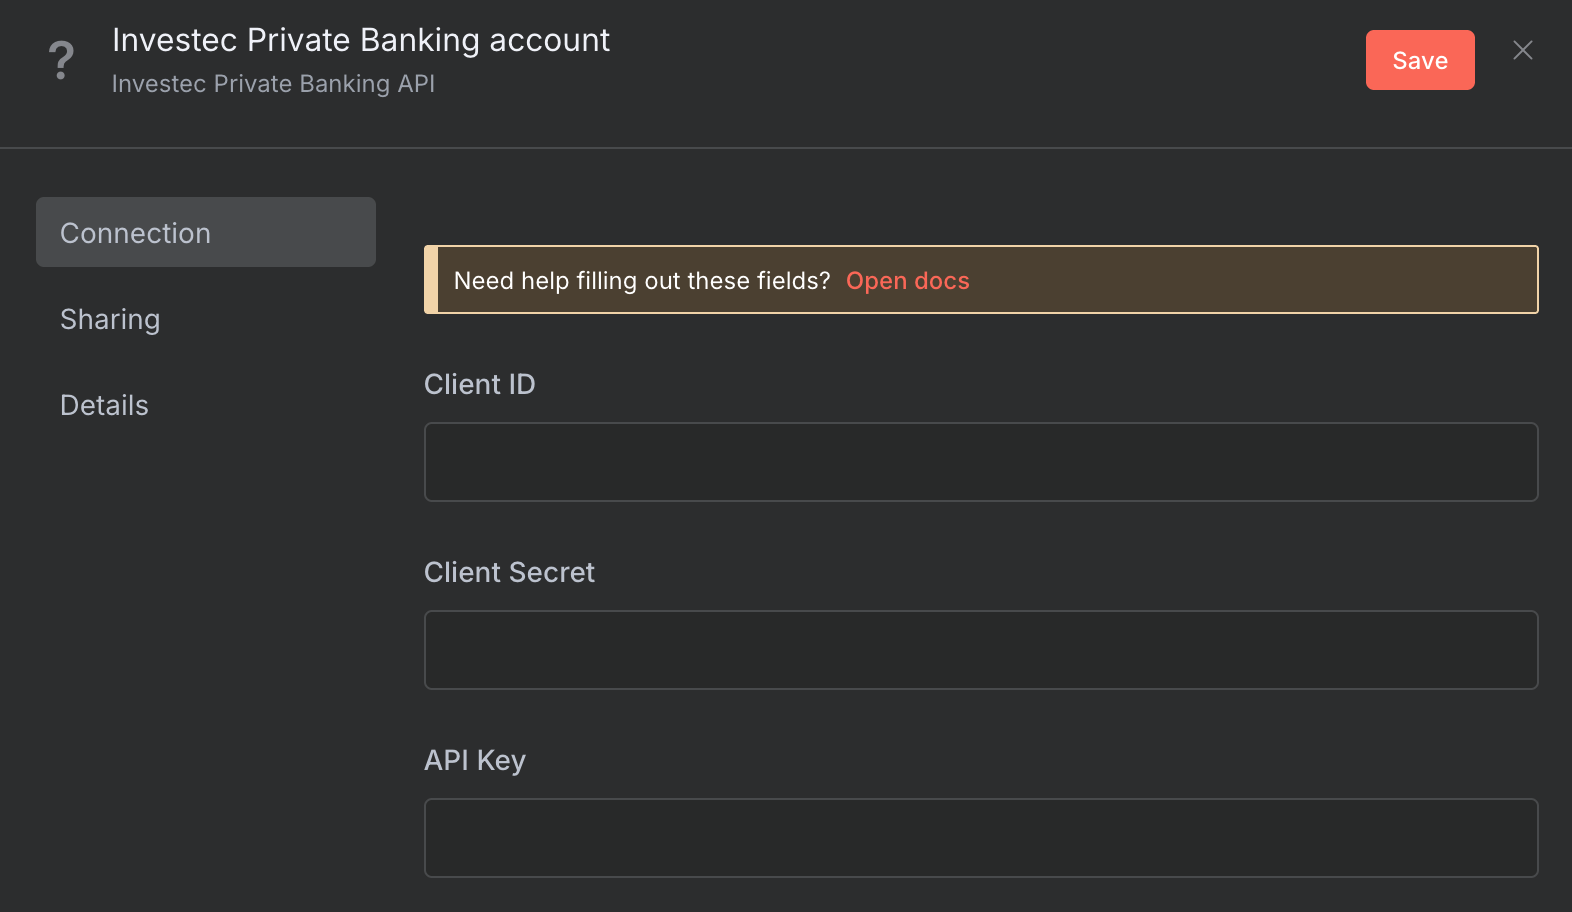 ?
Investec Private Banking account
Investec Private Banking API
Save
Connection
Sharing
Details
Need help filling out these fields? Open docs
Client ID
Client Secret
API Key